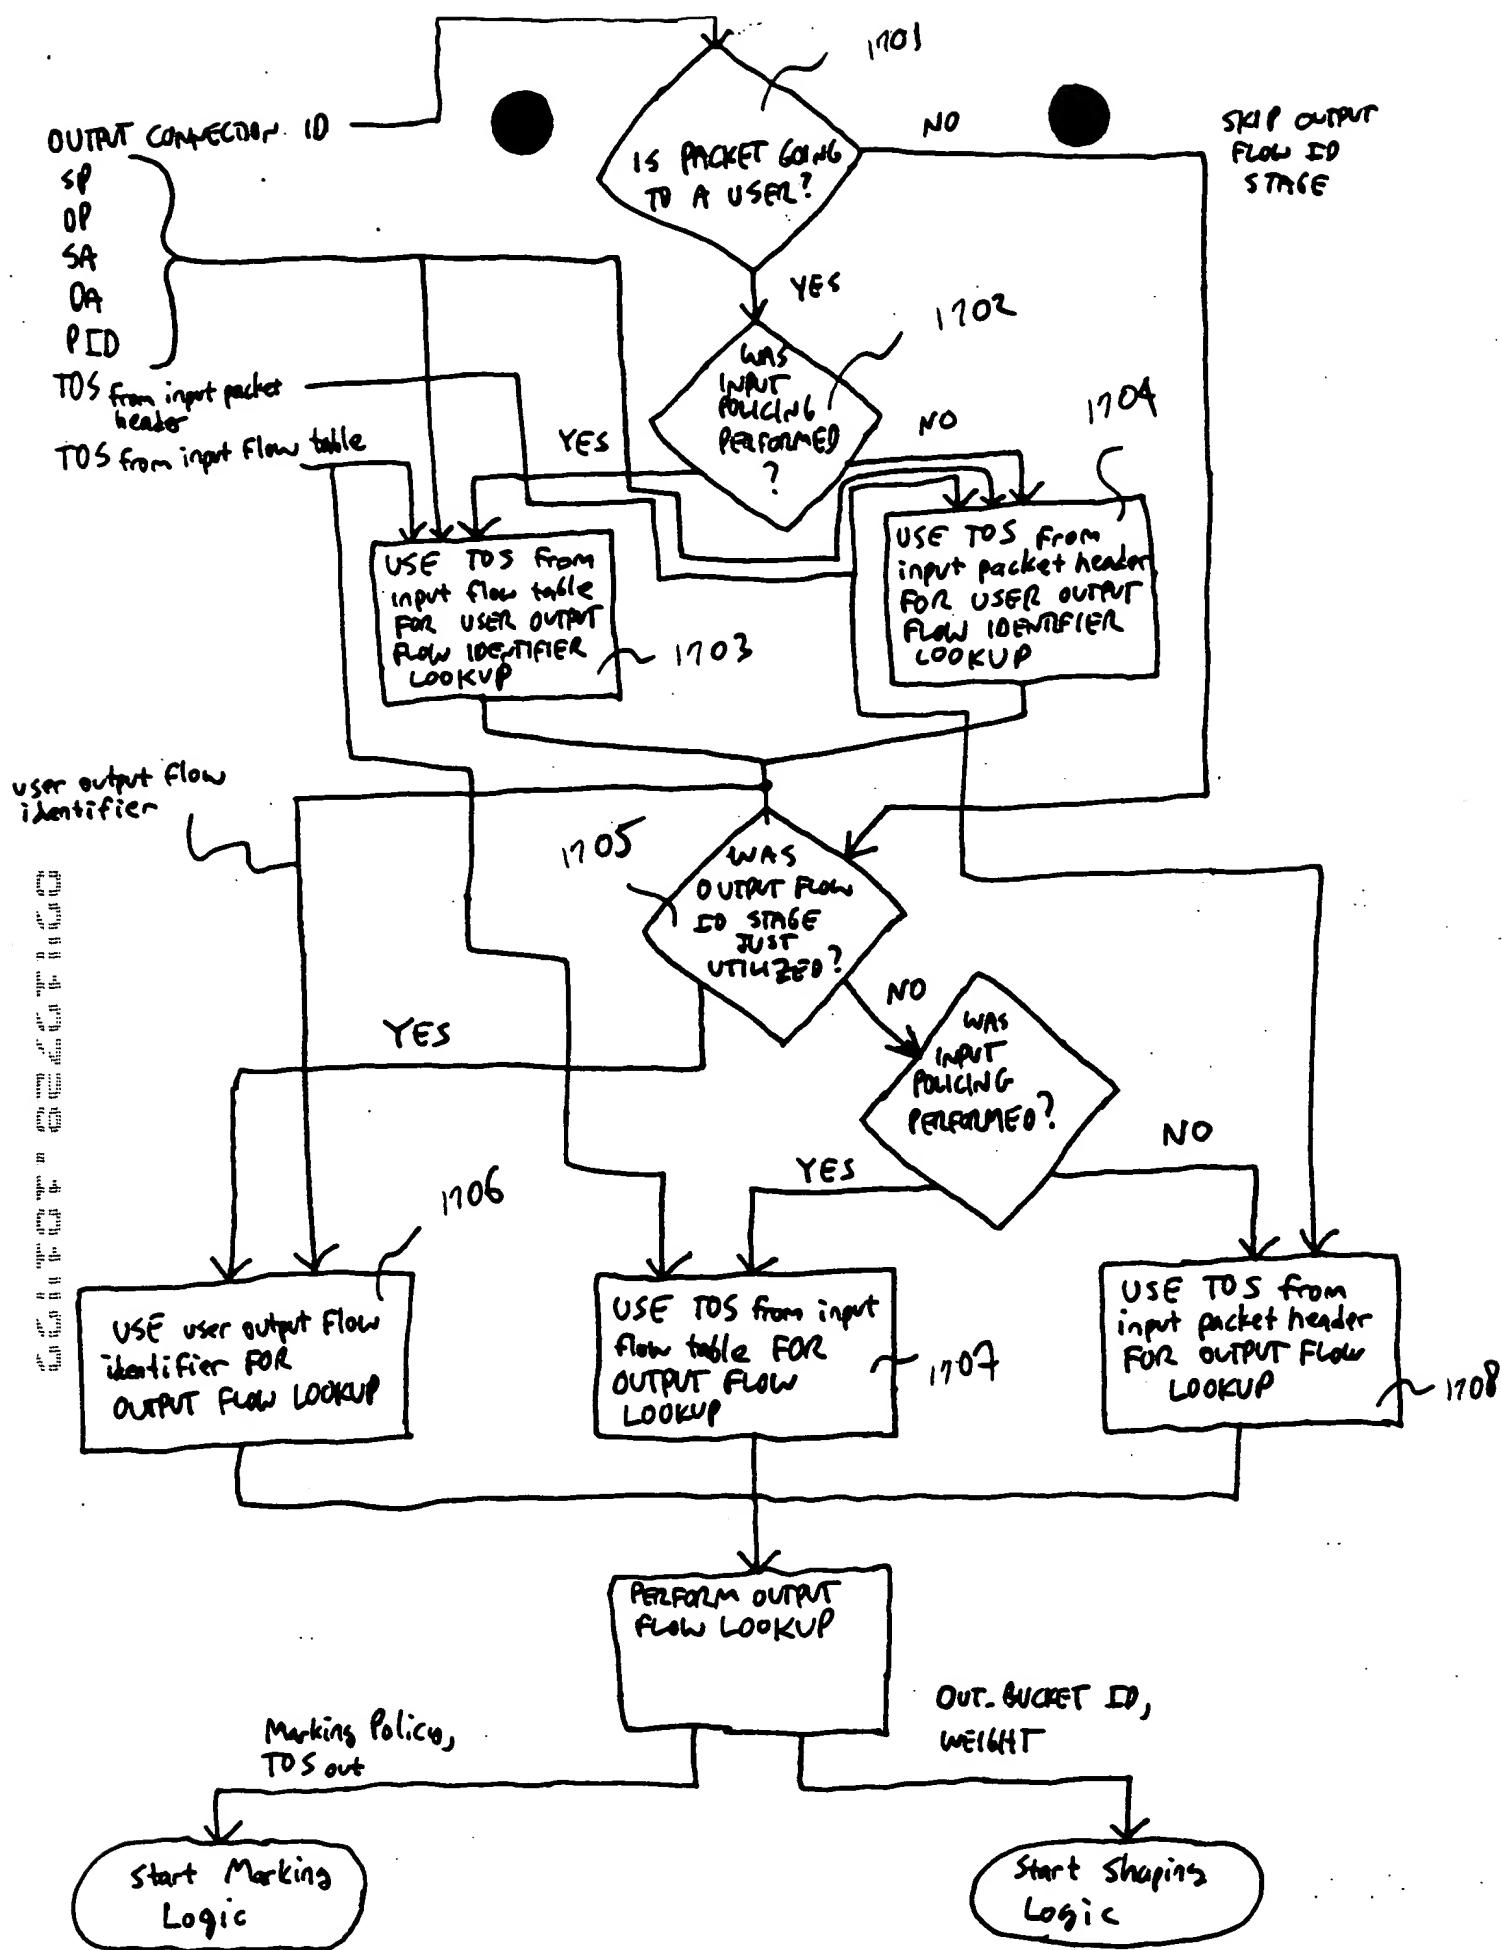 1701
OUTPUT CONNECTION ID
SP
DP
SA
DA
PID
TOS from input packet
header
TOS from input flow table
IS PACKET GOING
TO A USER?
NO
SKIP OUTPUT
FLOW ID
STAGE
YES
1702
WAS
INPUT
POLICING
PERFORMED
?
YES
NO
1704
USE TOS from
input flow table
FOR USER OUTPUT
FLOW IDENTIFIER
LOOKUP
1703
USE TOS from
input packet header
FOR USER OUTPUT
FLOW IDENTIFIER
LOOKUP
user output flow
identifier
1705
WAS
OUTPUT FLOW
ID STAGE
JUST
UTILIZED?
YES
NO
WAS
INPUT
POLICING
PERFORMED?
YES
NO
1706
USE user output flow
identifier FOR
OUTPUT FLOW LOOKUP
USE TOS from input
flow table FOR
OUTPUT FLOW
LOOKUP
1707
USE TOS from
input packet header
FOR OUTPUT FLOW
LOOKUP
1708
PERFORM OUTPUT
FLOW LOOKUP
Marking Policy,
TOS out
OUT-BUCKET ID,
WEIGHT
Start Marking
Logic
Start Shaping
Logic